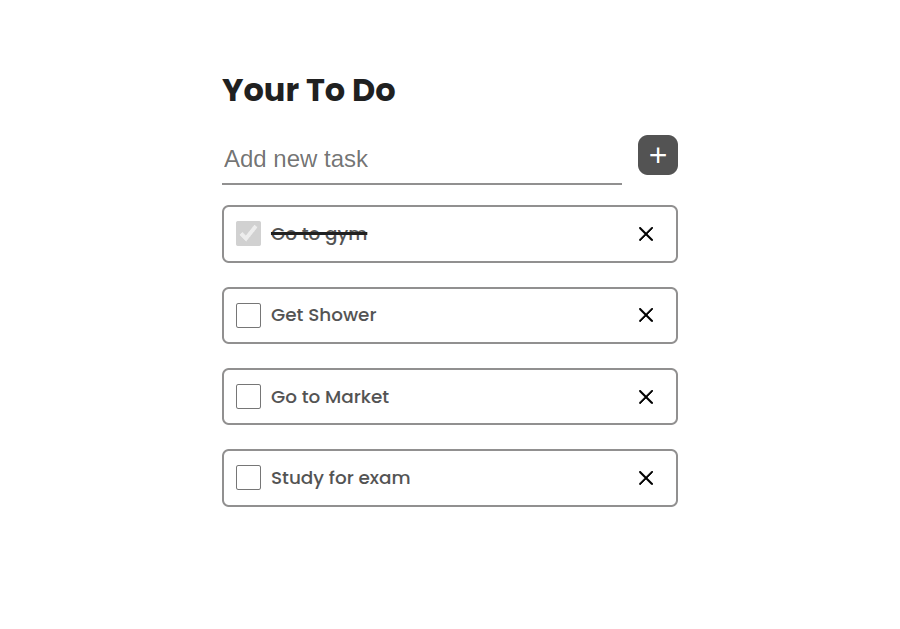 Your To Do
Add new task
Go to gym
Get Shower
Go to Market
Study for exam